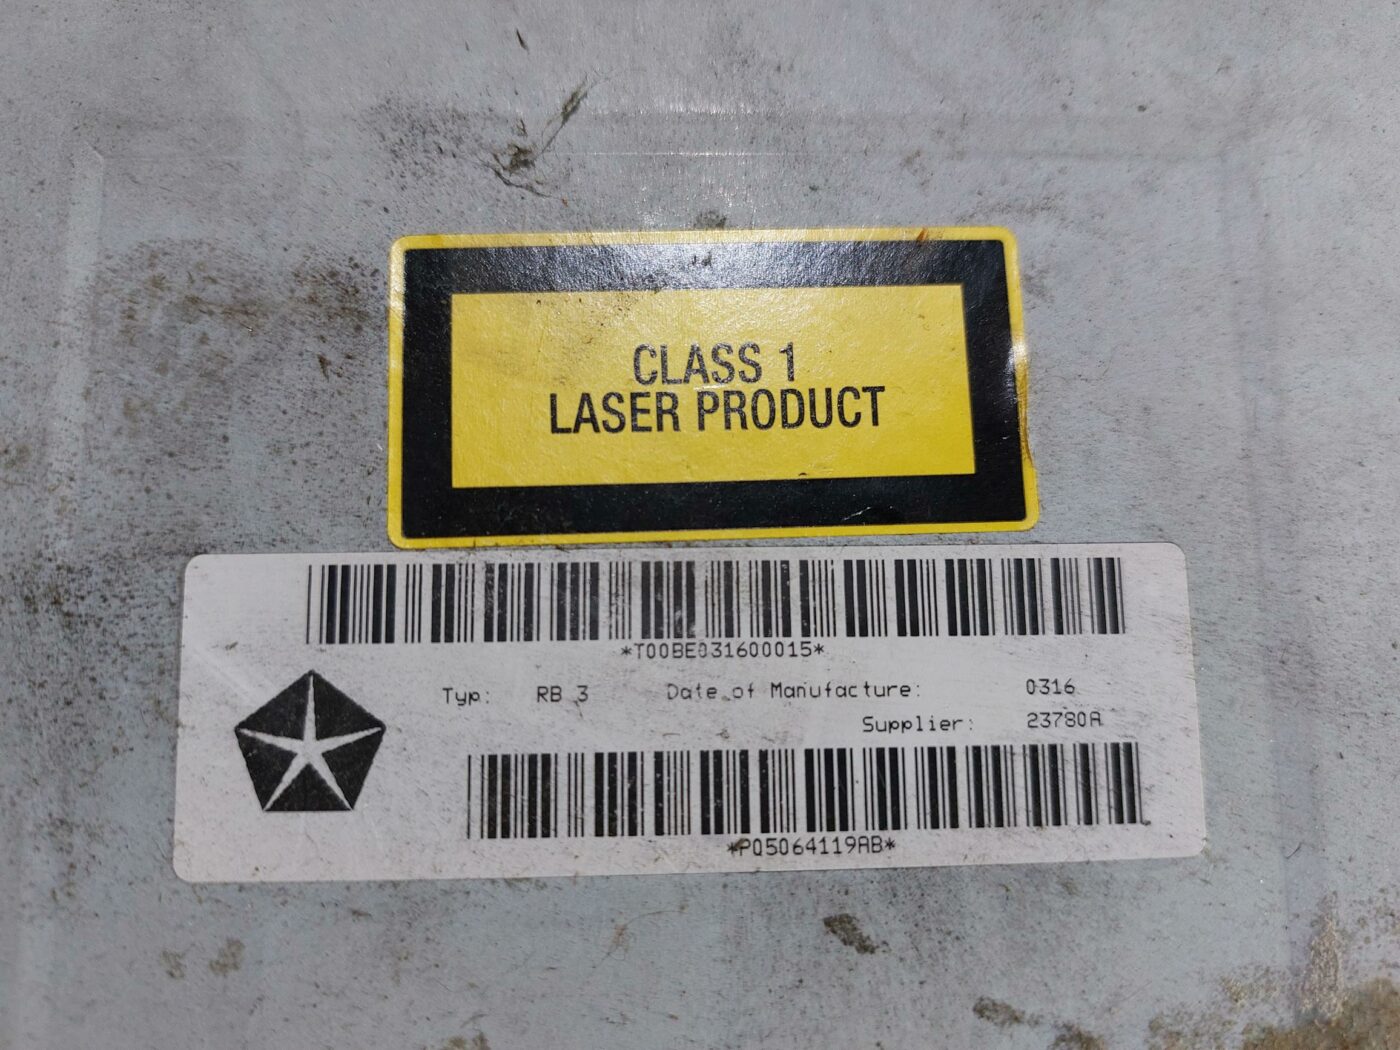 CLASS 1
LASER PRODUCT
*T00BE031600015*
Typ: RB 3 Date of Manufacture: 0316
Supplier: 23780A
*P05064119AB*